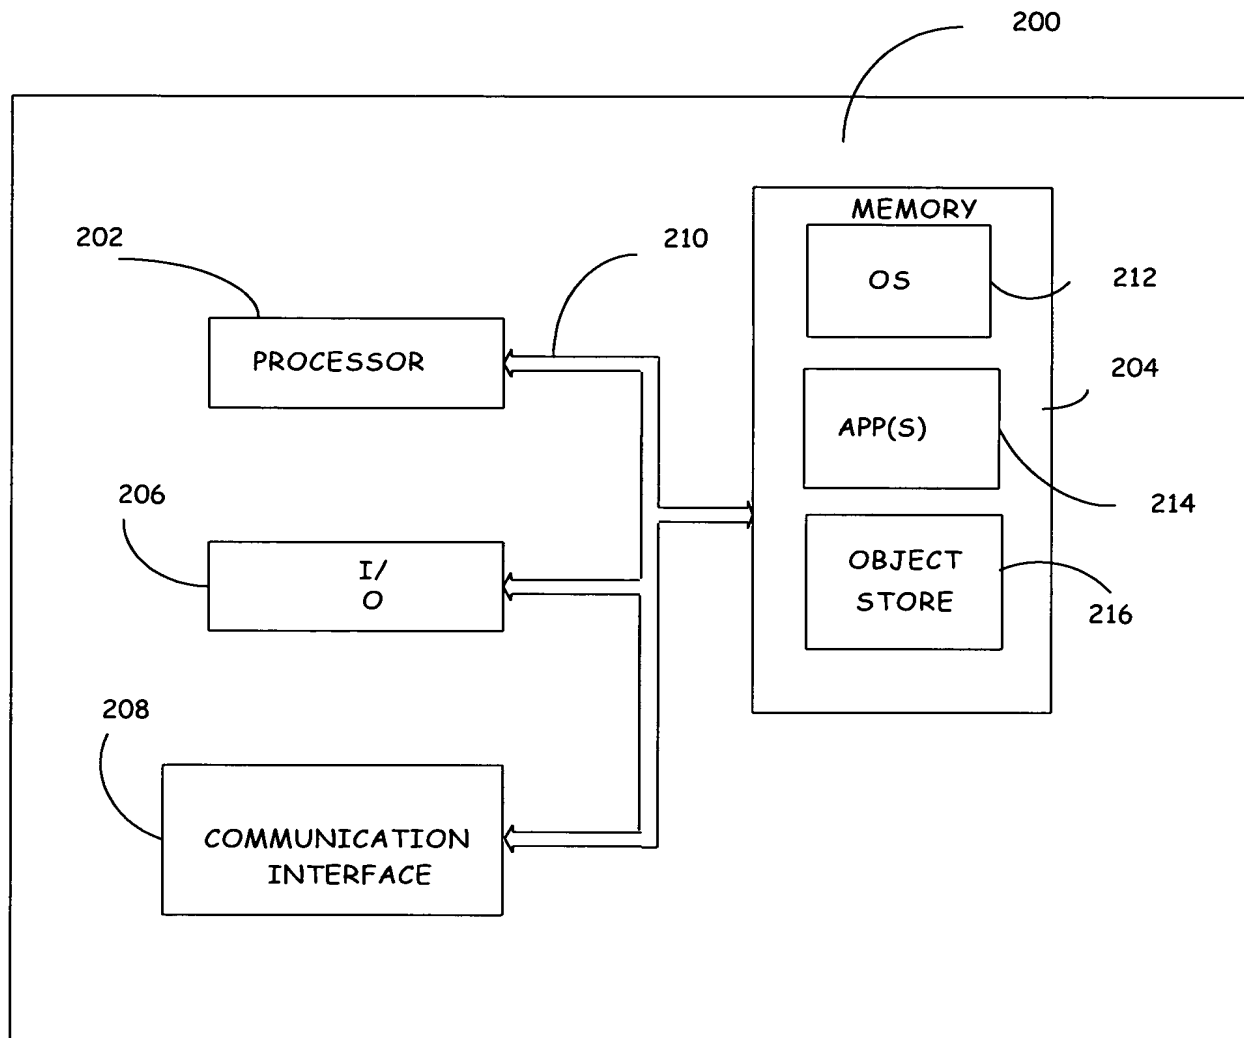 200
MEMORY
202
210
OS
212
PROCESSOR
204
APP(S)
206
214
I/
O
OBJECT
STORE
216
208
COMMUNICATION
INTERFACE